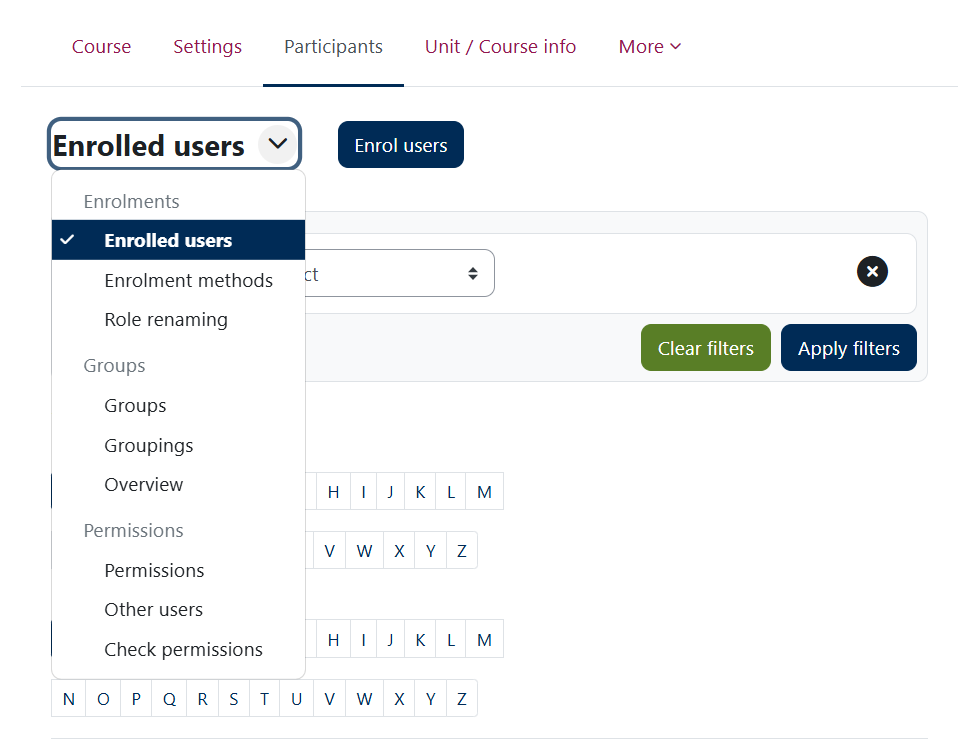 Course Settings Participants Unit / Course info More
Enrolled users Enrol users
Enrolments
Enrolled users
Enrolment methods
Role renaming
Clear filters Apply filters
Groups
Groups
Groupings
Overview
H I J K L M
Permissions
V W X Y Z
Permissions
Other users
H I J K L M
Check permissions
N O P Q R S T U V W X Y Z